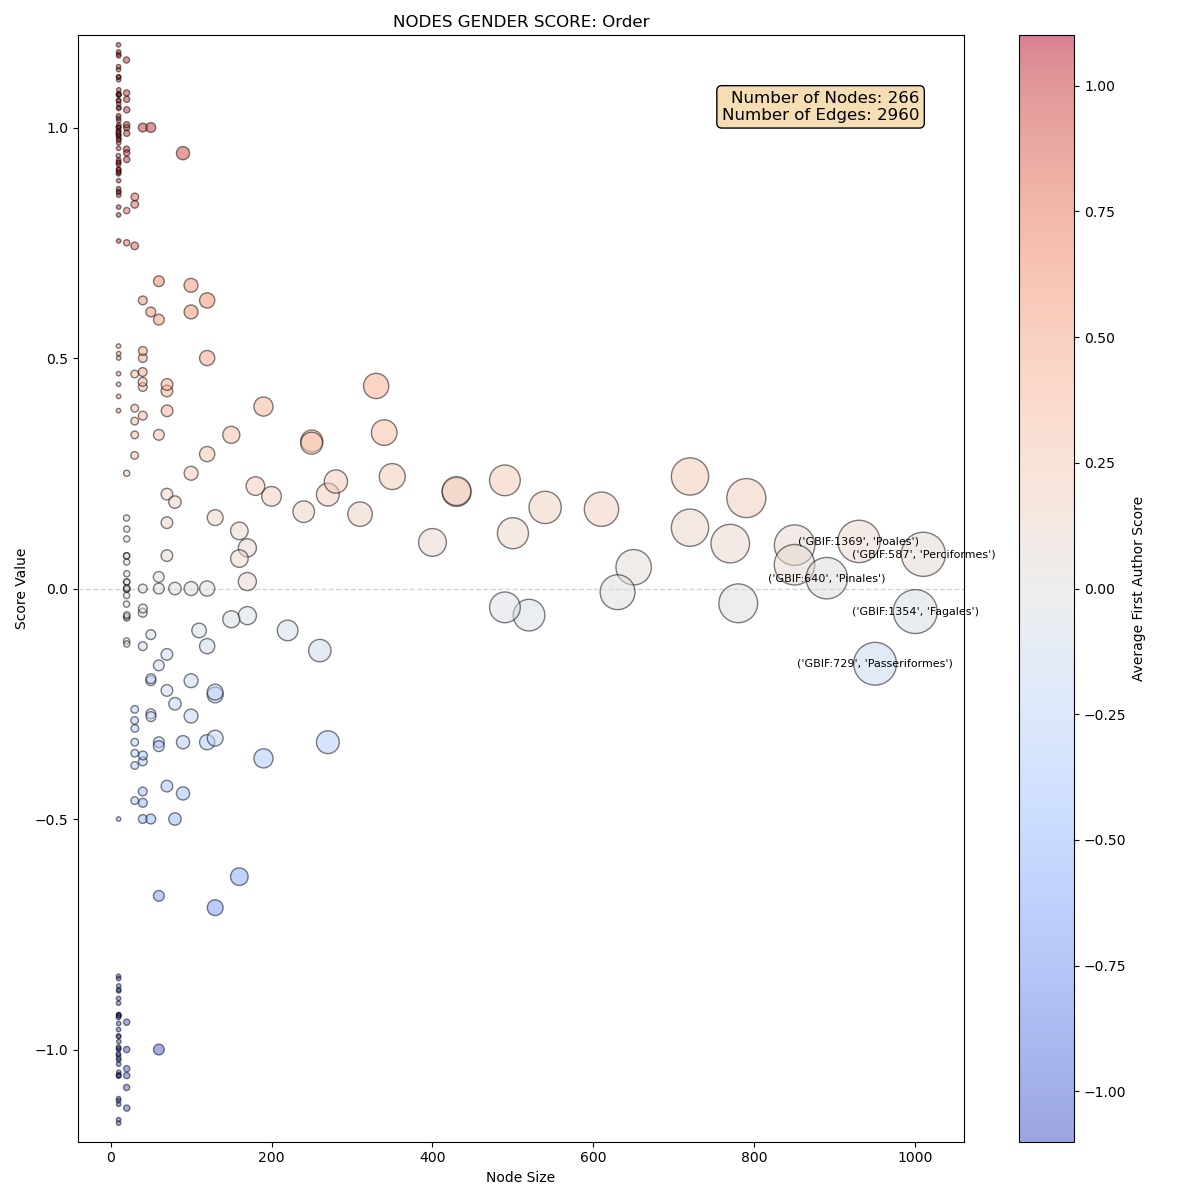 NODES GENDER SCORE: Order
Number of Nodes: 266
Number of Edges: 2960
1.0
0.5
0.0
−0.5
−1.0
Score Value
('GBIF:1369', 'Poales')
('GBIF:587', 'Perciformes')
('GBIF:640', 'Pinales')
('GBIF:1354', 'Fagales')
('GBIF:729', 'Passeriformes')
0 200 400 600 800 1000
Node Size
1.00
0.75
0.50
0.25
0.00
−0.25
−0.50
−0.75
−1.00
Average First Author Score